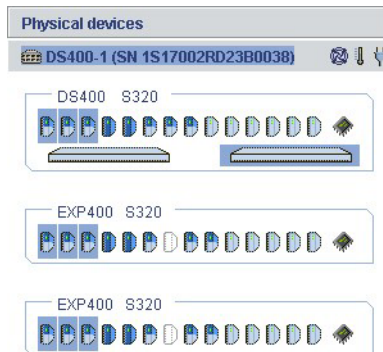 Physical devices
DS400-1 (SN 1S17002RD23B0038)
DS400 S320
EXP400 S320
EXP400 S320